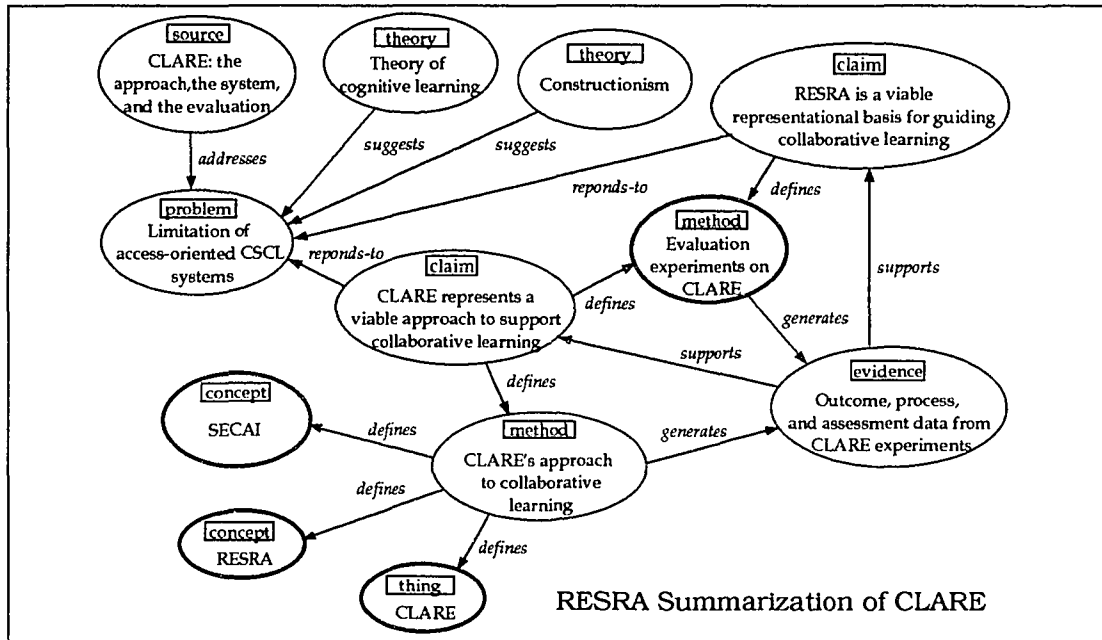 source
CLARE: the
approach,the system,
and the evaluation
theory
Theory of
cognitive learning
theory
Constructionism
claim
RESRA is a viable
representational basis for guiding
collaborative learning
addresses
suggests
suggests
reponds-to
defines
problem
Limitation of
access-oriented CSCL
systems
reponds-to
method
Evaluation
experiments on
CLARE
supports
claim
CLARE represents a
viable approach to support
collaborative learning
defines
generates
supports
defines
evidence
Outcome, process,
and assessment data from
CLARE experiments
concept
SECAI
defines
method
CLARE's approach
to collaborative
learning
generates
defines
concept
RESRA
defines
thing
CLARE
RESRA Summarization of CLARE